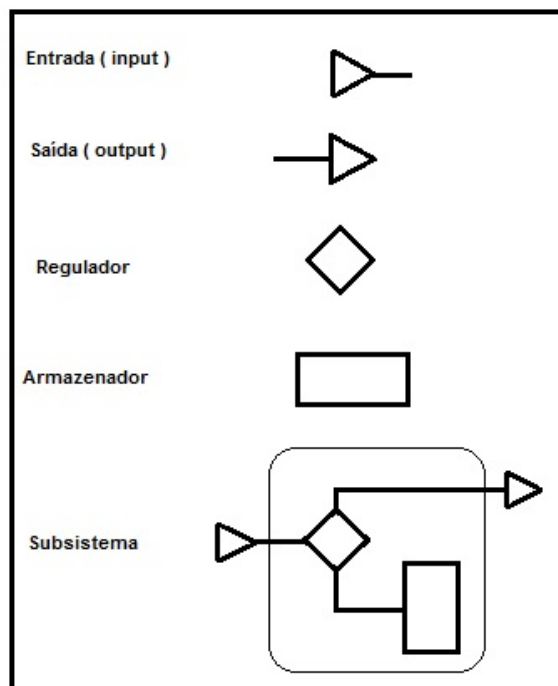 Entrada ( input )
Saída ( output )
Regulador
Armazenador
Subsistema